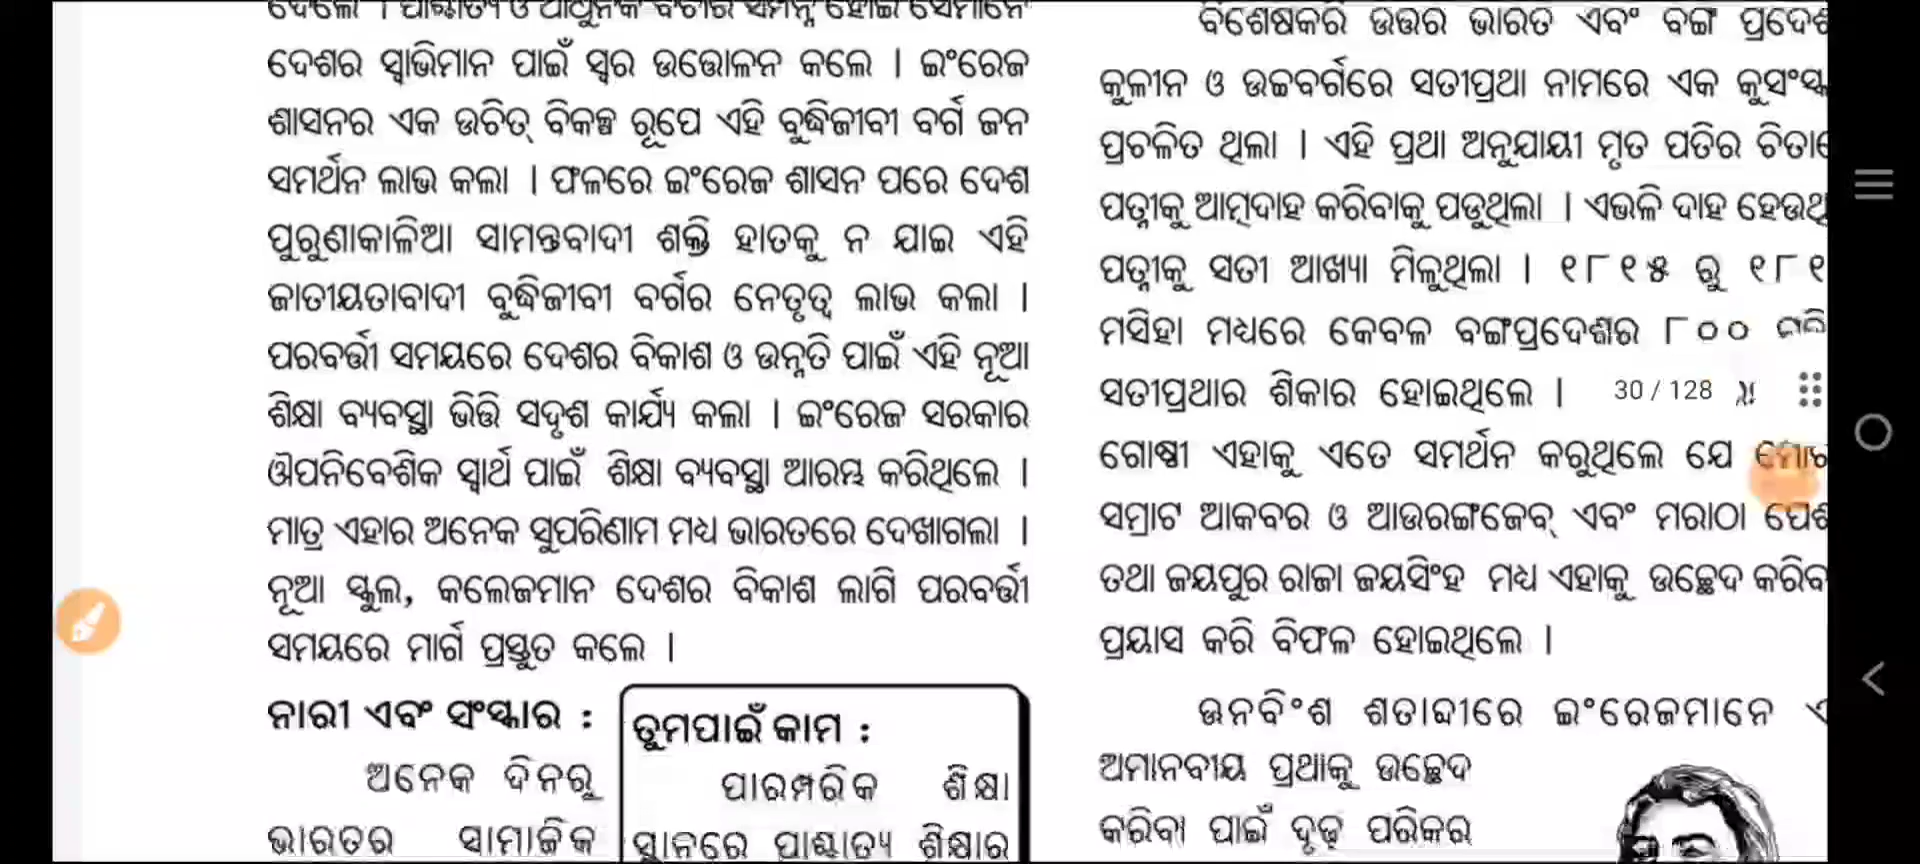 ଦେଶର ସ୍ୱାଭିମାନ ପାଇଁ ସ୍ୱର ଉତ୍ତୋଳନ କଲେ । ଇଂରେଜ
ଶାସନର ଏକ ଉଚିତ୍ ବିକଳ୍ପ ରୂପେ ଏହି ବୁଦ୍ଧିଜୀବୀ ବର୍ଗ ଜନ
ସମର୍ଥନ ଲାଭ କଲା । ଫଳରେ ଇଂରେଜ ଶାସନ ପରେ ଦେଶ
ପୁରୁଣାକାଳିଆ ସାମନ୍ତବାଦୀ ଶକ୍ତି ହାତକୁ ନ ଯାଇ ଏହି
ଜାତୀୟତାବାଦୀ ବୁଦ୍ଧିଜୀବୀ ବର୍ଗର ନେତୃତ୍ୱ ଲାଭ କଲା ।
ପରବର୍ତ୍ତୀ ସମୟରେ ଦେଶର ବିକାଶ ଓ ଉନ୍ନତି ପାଇଁ ଏହି ନୂଆ
ଶିକ୍ଷା ବ୍ୟବସ୍ଥା ଭିତ୍ତି ସଦୃଶ କାର୍ଯ୍ୟ କଲା । ଇଂରେଜ ସରକାର
ଔପନିବେଶିକ ସ୍ୱାର୍ଥ ପାଇଁ ଶିକ୍ଷା ବ୍ୟବସ୍ଥା ଆରମ୍ଭ କରିଥିଲେ ।
ମାତ୍ର ଏହାର ଅନେକ ସୁପରିଣାମ ମଧ୍ୟ ଭାରତରେ ଦେଖାଗଲା ।
ନୂଆ ସ୍କୁଲ, କଲେଜମାନ ଦେଶର ବିକାଶ ଲାଗି ପରବର୍ତ୍ତୀ
ସମୟରେ ମାର୍ଗ ପ୍ରସ୍ତୁତ କଲେ ।
ନାରୀ ଏବଂ ସଂସ୍କାର :
ଅନେକ ଦିନରୁ
ଭାରତର ସାମାଜିକ
ତୁମପାଇଁ କାମ :
ପାରମ୍ପରିକ ଶିକ୍ଷା
ସ୍ଥାନରେ ପାଶ୍ଚାତ୍ୟ ଶିକ୍ଷାର
ବିଶେଷକରି ଉତ୍ତର ଭାରତ ଏବଂ ବଙ୍ଗ
କୁଳୀନ ଓ ଉଚ୍ଚବର୍ଗରେ ସତୀପ୍ରଥା ନାମରେ ଏକ
ପ୍ରଚଳିତ ଥିଲା । ଏହି ପ୍ରଥା ଅନୁଯାୟୀ ମୃତ ପତିର
ପତ୍ନୀକୁ ଆତ୍ମଦାହ କରିବାକୁ ପଡୁଥିଲା । ଏଭଳି ଦାହ
ପତ୍ନୀକୁ ସତୀ ଆଖ୍ୟା ମିଳୁଥିଲା । ୧୮୧୫ ରୁ ୧୮୧
ମସିହା ମଧ୍ୟରେ କେବଳ ବଙ୍ଗପ୍ରଦେଶର ୮୦୦
ସତୀପ୍ରଥାର ଶିକାର ହୋଇଥିଲେ ।
30 / 128
ଗୋଷ୍ଠୀ ଏହାକୁ ଏତେ ସମର୍ଥନ କରୁଥିଲେ ଯେ
ସମ୍ରାଟ ଆକବର ଓ ଆଉରଙ୍ଗଜେବ୍ ଏବଂ ମରାଠା
ତଥା ଜୟପୁର ରାଜା ଜୟସିଂହ ମଧ୍ୟ ଏହାକୁ ଉଚ୍ଛେଦ
ପ୍ରୟାସ କରି ବିଫଳ ହୋଇଥିଲେ ।
ଊନବିଂଶ ଶତାବ୍ଦୀରେ ଇଂରେଜମାନେ
ଅମାନବୀୟ ପ୍ରଥାକୁ ଉଚ୍ଛେଦ
କରିବା ପାଇଁ ଦୃଢ଼ ପରିକର